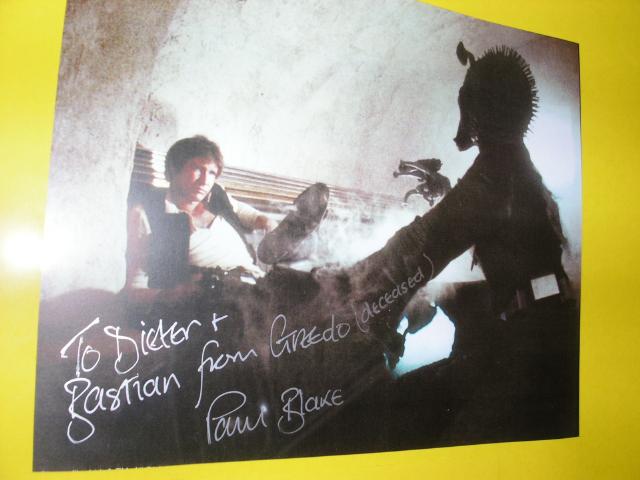 To Dieter +
Bastian from Greedo (deceased)
Paul Blake